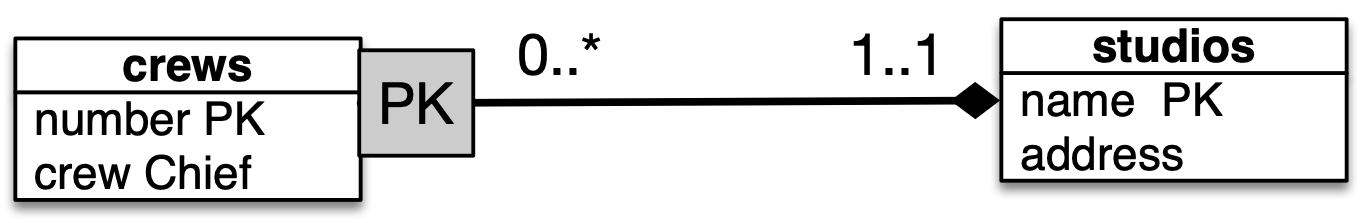 crews
number PK
crew Chief
PK
0..*
1..1
studios
name PK
address